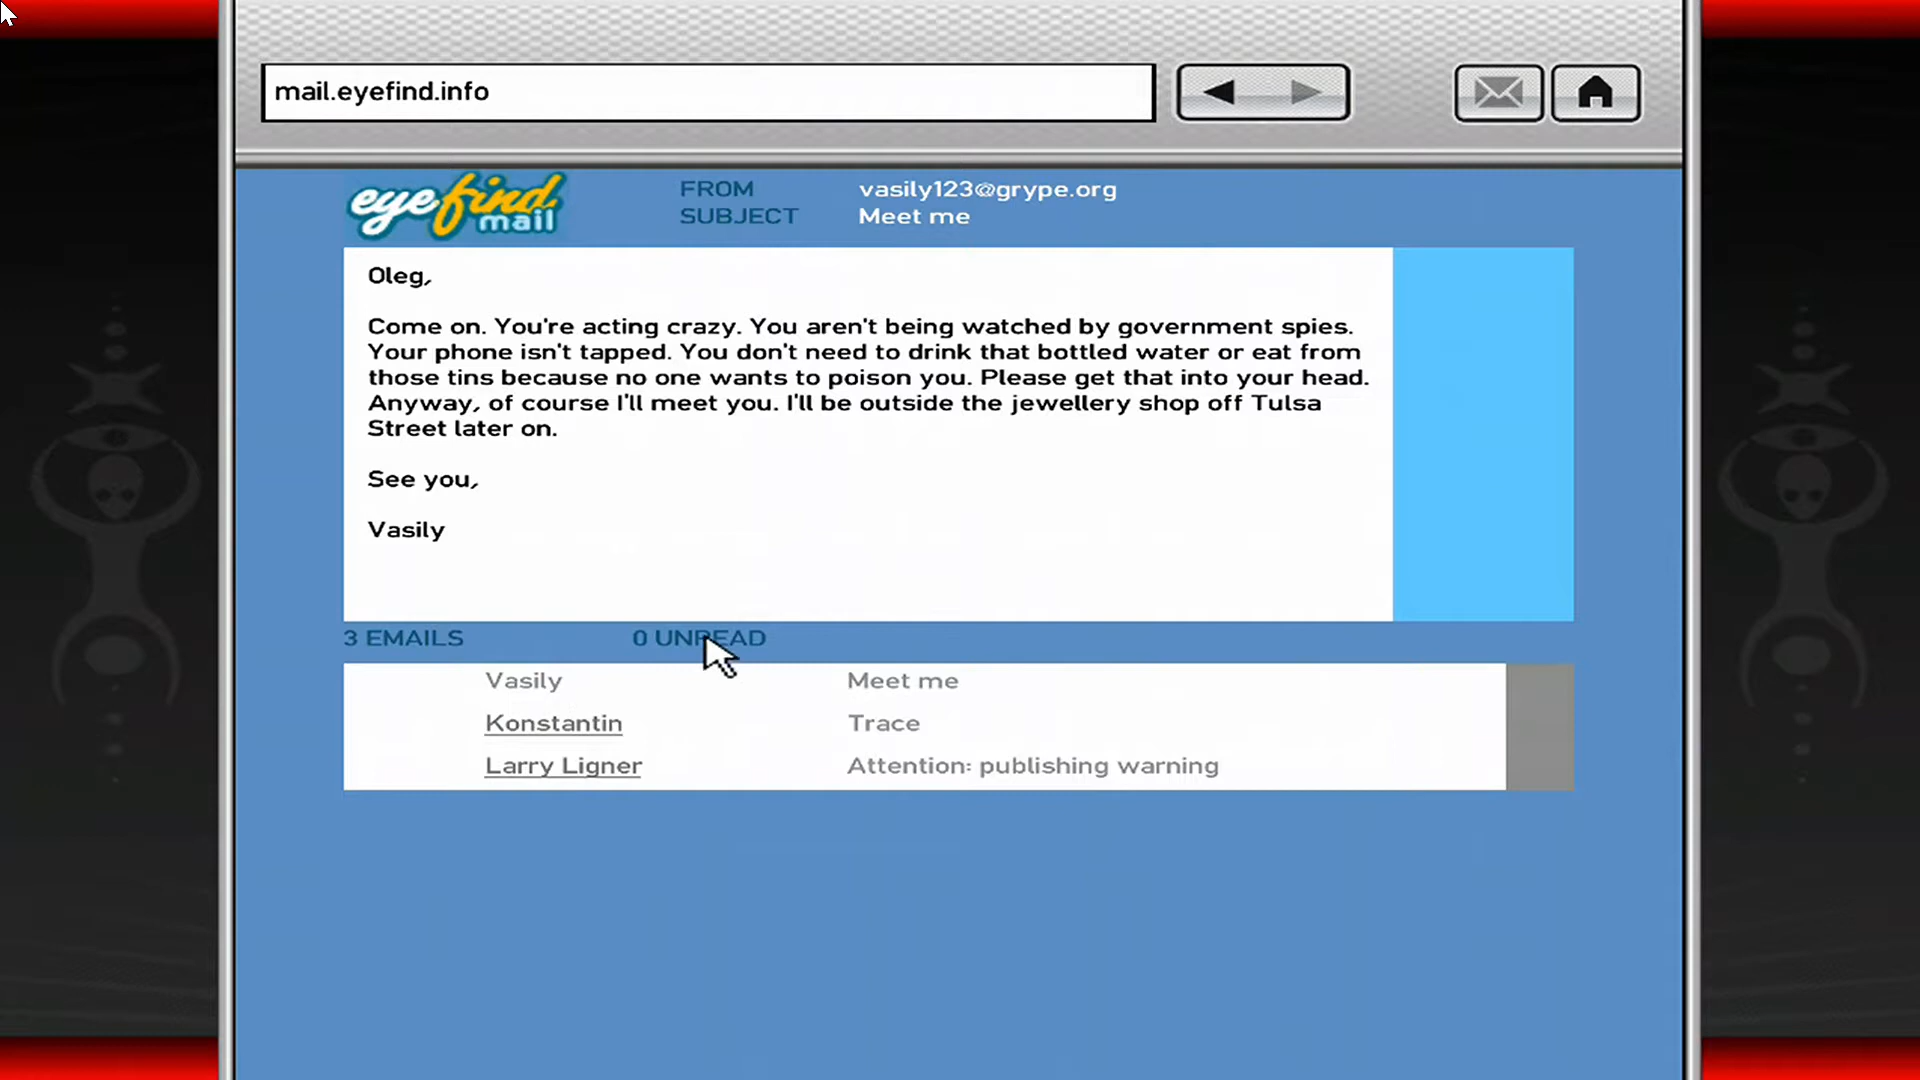 mail.eyefind.info
eyefind mail
FROM vasily123@grype.org
SUBJECT Meet me
Oleg,
Come on. You're acting crazy. You aren't being watched by government spies.
Your phone isn't tapped. You don't need to drink that bottled water or eat from
those tins because no one wants to poison you. Please get that into your head.
Anyway, of course I'll meet you. I'll be outside the jewellery shop off Tulsa
Street later on.
See you,
Vasily
3 EMAILS 0 UNREAD
Vasily Meet me
Konstantin Trace
Larry Ligner Attention: publishing warning